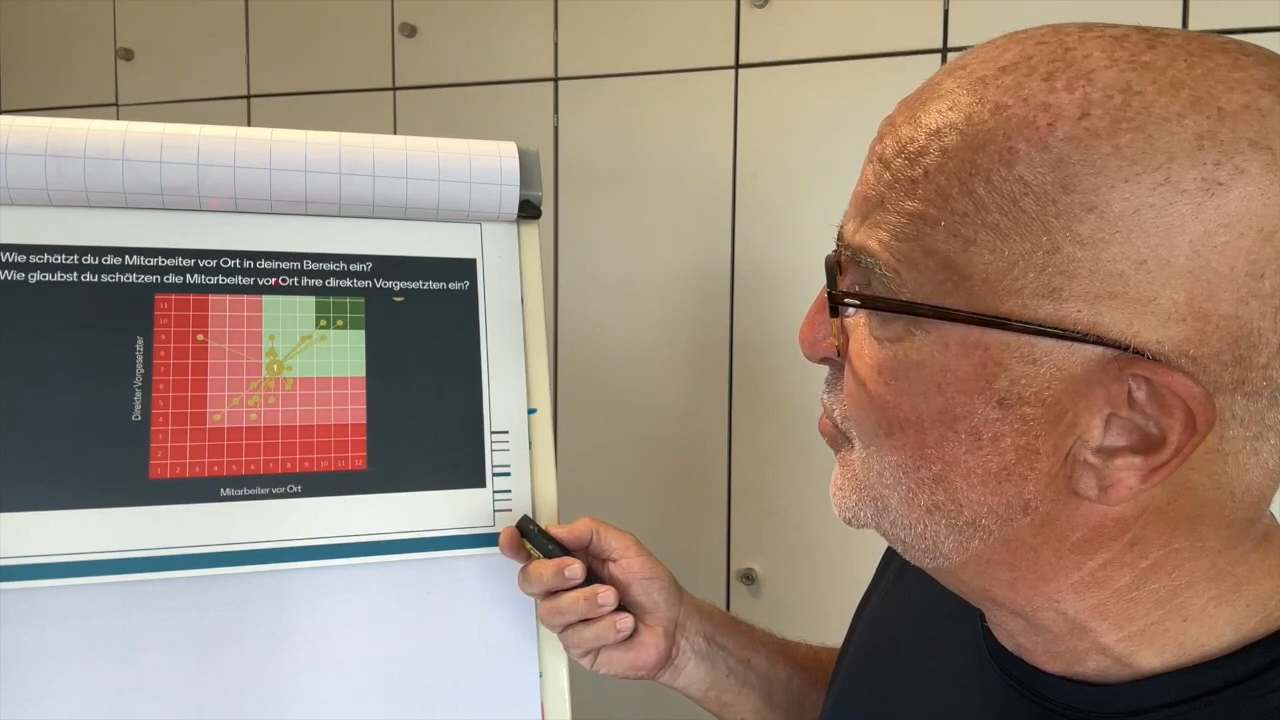 Wie schätzt du die Mitarbeiter vor Ort in deinem Bereich ein?
Wie glaubst du schätzen die Mitarbeiter vor Ort ihre direkten Vorgesetzten ein?
11
10
9
8
7
6
5
4
3
2
1 2 3 4 5 6 7 8 9 10 11 12
1
Direkter Vorgesetzter
Mitarbeiter vor Ort